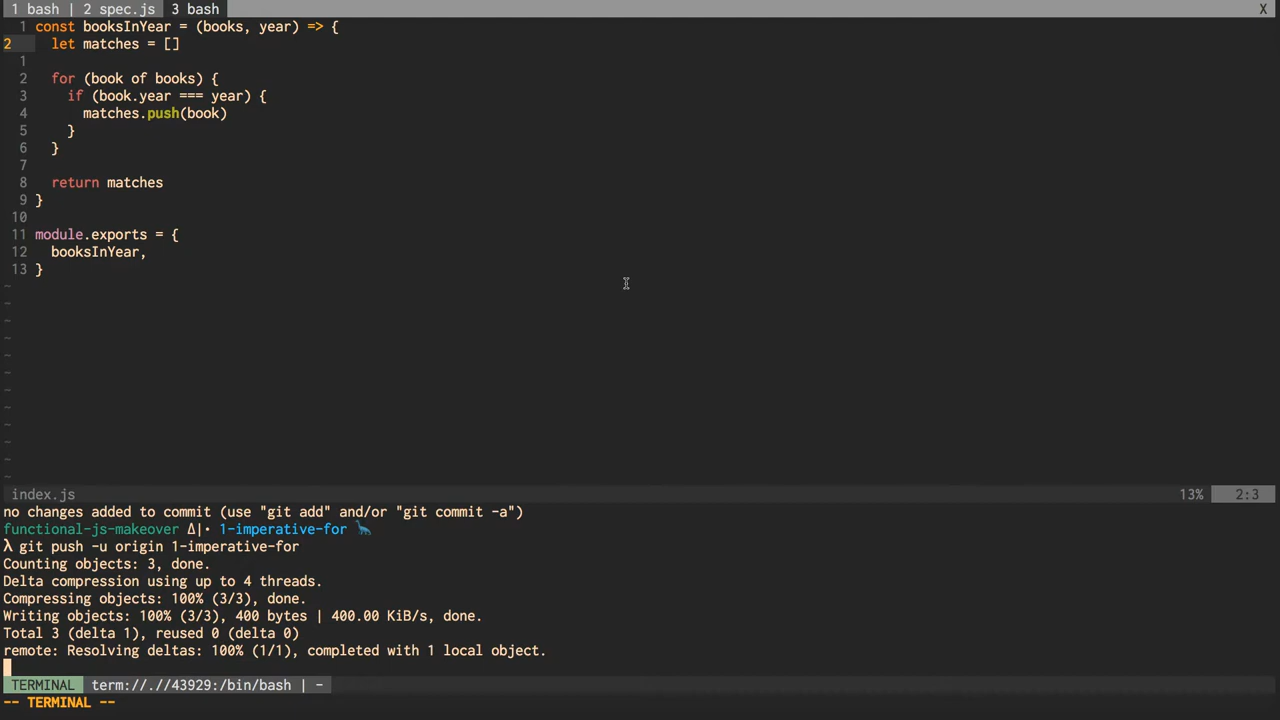 1 bash | 2 spec.js 3 bash X
1 const booksInYear = (books, year) => {
2 let matches = []
1
2 for (book of books) {
3 if (book.year === year) {
4 matches.push(book)
5 }
6 }
7
8 return matches
9 }
10
11 module.exports = {
12 booksInYear,
13 }
~
~
~
~
~
~
~
~
~
~
~
~
index.js 13% 2:3
no changes added to commit (use "git add" and/or "git commit -a")
functional-js-makeover Δ|· 1-imperative-for 🦕
λ git push -u origin 1-imperative-for
Counting objects: 3, done.
Delta compression using up to 4 threads.
Compressing objects: 100% (3/3), done.
Writing objects: 100% (3/3), 400 bytes | 400.00 KiB/s, done.
Total 3 (delta 1), reused 0 (delta 0)
remote: Resolving deltas: 100% (1/1), completed with 1 local object.
TERMINAL term://.//43929:/bin/bash | -
-- TERMINAL --